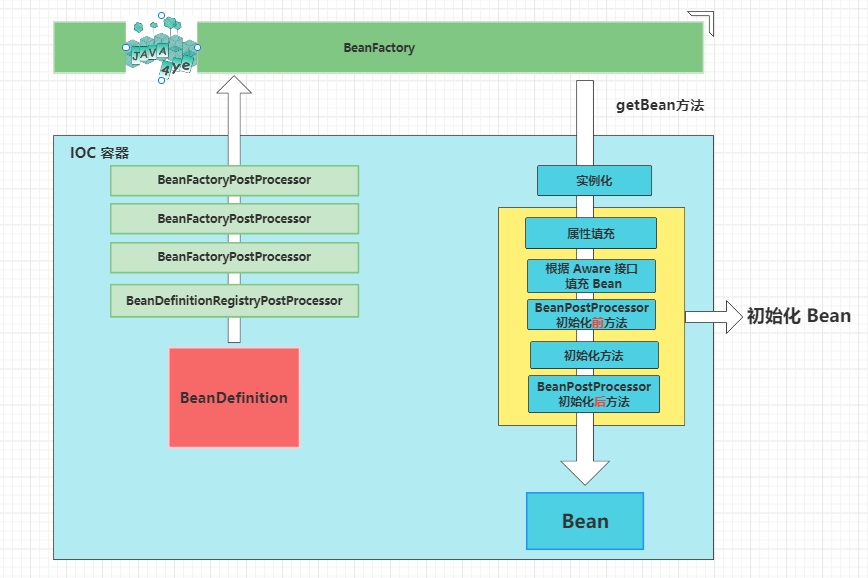 BeanFactory
JAVA
4ye
getBean方法
IOC 容器
BeanFactoryPostProcessor
BeanFactoryPostProcessor
BeanFactoryPostProcessor
BeanDefinitionRegistryPostProcessor
BeanDefinition
实例化
属性填充
根据 Aware 接口
填充 Bean
BeanPostProcessor
初始化前方法
初始化方法
BeanPostProcessor
初始化后方法
初始化 Bean
Bean